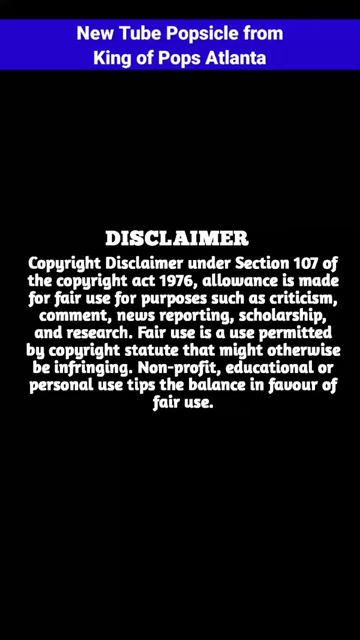 New Tube Popsicle from
King of Pops Atlanta
DISCLAIMER
Copyright Disclaimer under Section 107 of
the copyright act 1976, allowance is made
for fair use for purposes such as criticism,
comment, news reporting, scholarship,
and research. Fair use is a use permitted
by copyright statute that might otherwise
be infringing. Non-profit, educational or
personal use tips the balance in favour of
fair use.